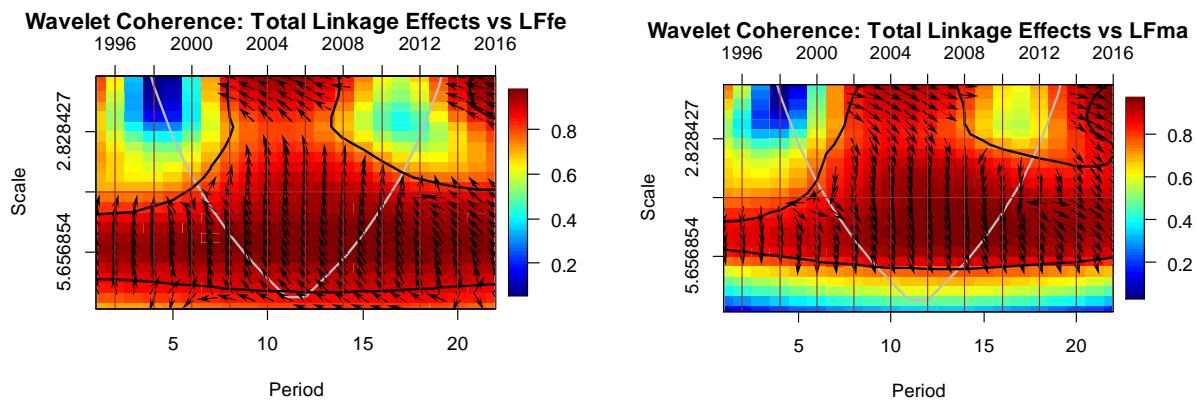 Wavelet Coherence: Total Linkage Effects vs LFfe
1996 2000 2004 2008 2012 2016
Scale
2.828427
5.656854
0.8
0.6
0.4
0.2
5 10 15 20
Period
Wavelet Coherence: Total Linkage Effects vs LFma
1996 2000 2004 2008 2012 2016
Scale
2.828427
5.656854
0.8
0.6
0.4
0.2
5 10 15 20
Period